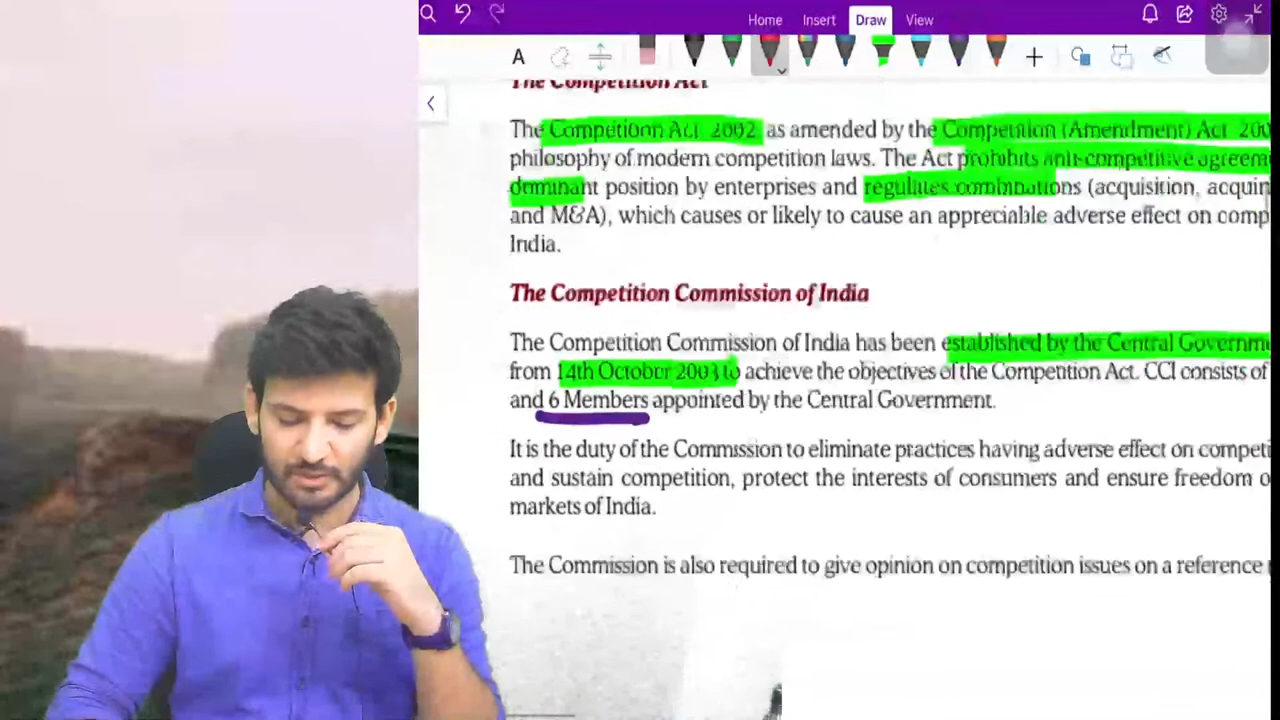 Home Insert Draw View
A
The Competition Act
The Competition Act, 2002, as amended by the Competition (Amendment) Act, 200
philosophy of modern competition laws. The Act prohibits anti-competitive agreem
dominant position by enterprises and regulates combinations (acquisition, acquiri
and M&A), which causes or likely to cause an appreciable adverse effect on comp
India.
The Competition Commission of India
The Competition Commission of India has been established by the Central Governme
from 14th October 2003 to achieve the objectives of the Competition Act. CCI consists of
and 6 Members appointed by the Central Government.
It is the duty of the Commission to eliminate practices having adverse effect on competi
and sustain competition, protect the interests of consumers and ensure freedom o
markets of India.
The Commission is also required to give opinion on competition issues on a reference